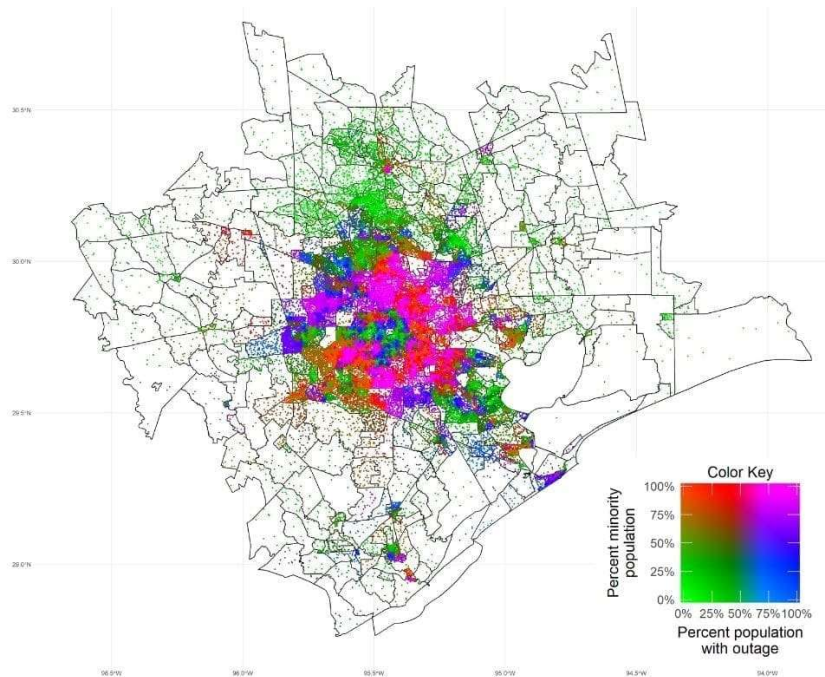 30.5°N
30.0°N
29.5°N
29.0°N
96.5°W
96.0°W
95.5°W
95.0°W
94.5°W
94.0°W
Color Key
Percent minority
population
100%
75%
50%
25%
0%
0% 25% 50% 75% 100%
Percent population
with outage